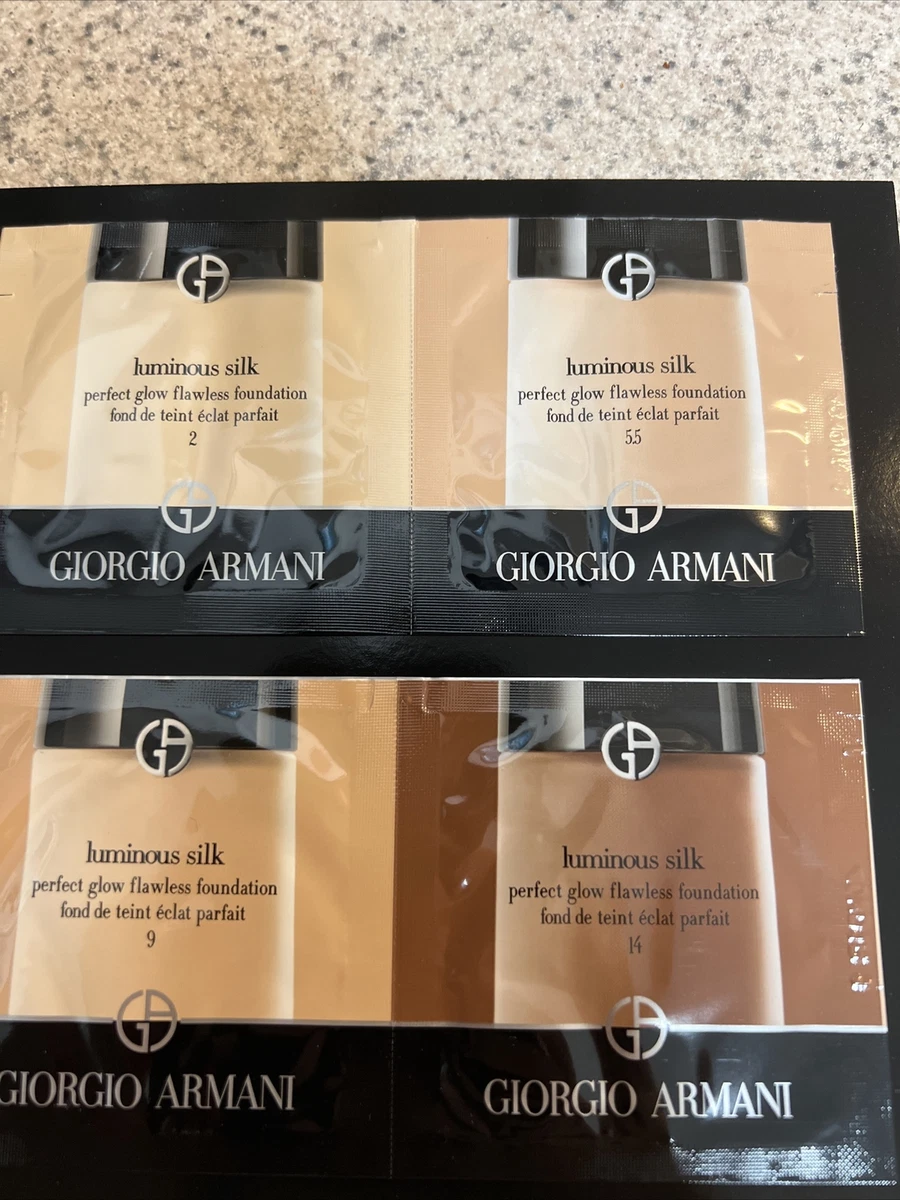 luminous silk
perfect glow flawless foundation
fond de teint éclat parfait
2
GIORGIO ARMANI
luminous silk
perfect glow flawless foundation
fond de teint éclat parfait
5.5
GIORGIO ARMANI
luminous silk
perfect glow flawless foundation
fond de teint éclat parfait
9
GIORGIO ARMANI
luminous silk
perfect glow flawless foundation
fond de teint éclat parfait
14
GIORGIO ARMANI